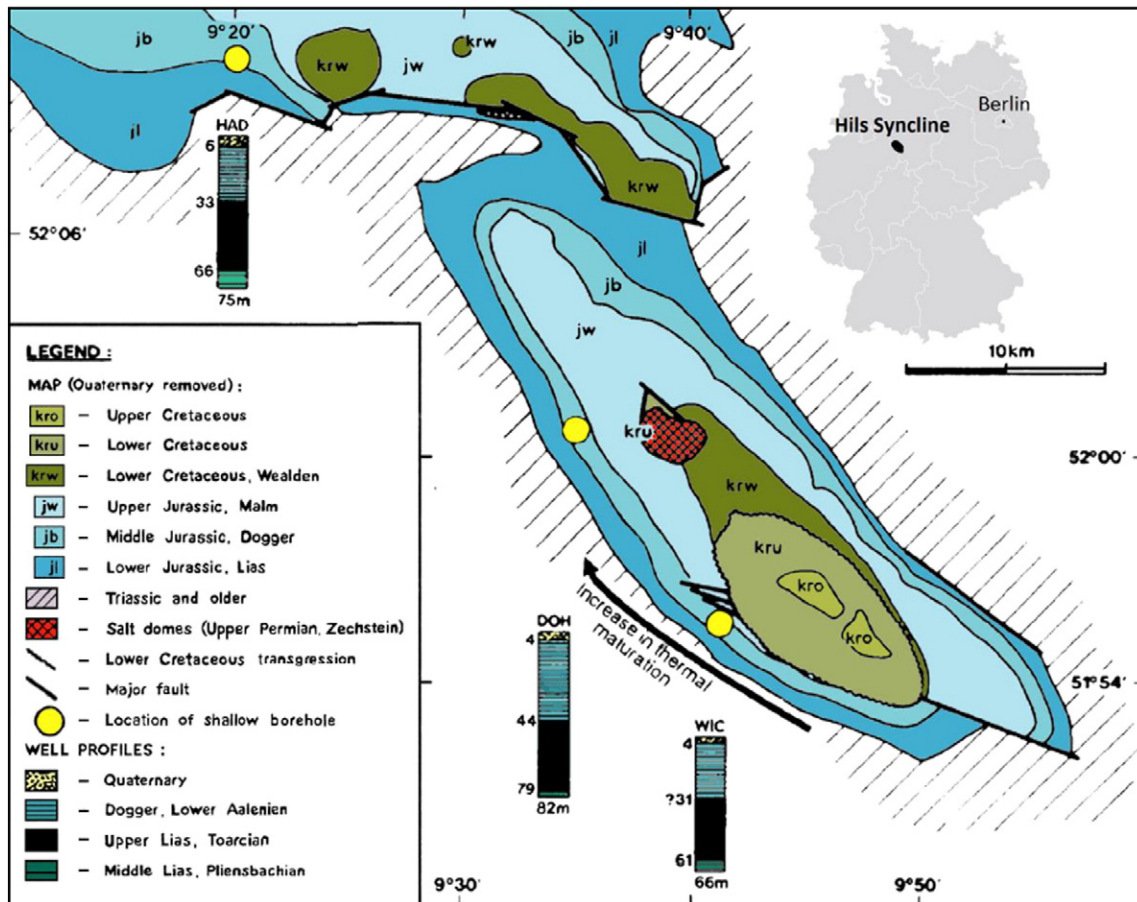 9°20′
9°40′
jb
jw
krw
krw
jb
jl
jl
krw
Berlin
Hils Syncline
HAD
6
33
66
75m
52°06′
jl
jb
jw
10km
kru
52°00′
krw
kru
kro
kro
Increase in thermal
maturation
51°54′
DOH
4
44
79
82m
WIC
4
?31
61
66m
9°30′
9°50′
LEGEND :
MAP (Quaternary removed) :
kro – Upper Cretaceous
kru – Lower Cretaceous
krw – Lower Cretaceous, Wealden
jw – Upper Jurassic, Malm
jb – Middle Jurassic, Dogger
jl – Lower Jurassic, Lias
– Triassic and older
– Salt domes (Upper Permian, Zechstein)
– Lower Cretaceous transgression
– Major fault
– Location of shallow borehole
WELL PROFILES :
– Quaternary
– Dogger, Lower Aalenien
– Upper Lias, Toarcian
– Middle Lias, Pliensbachian